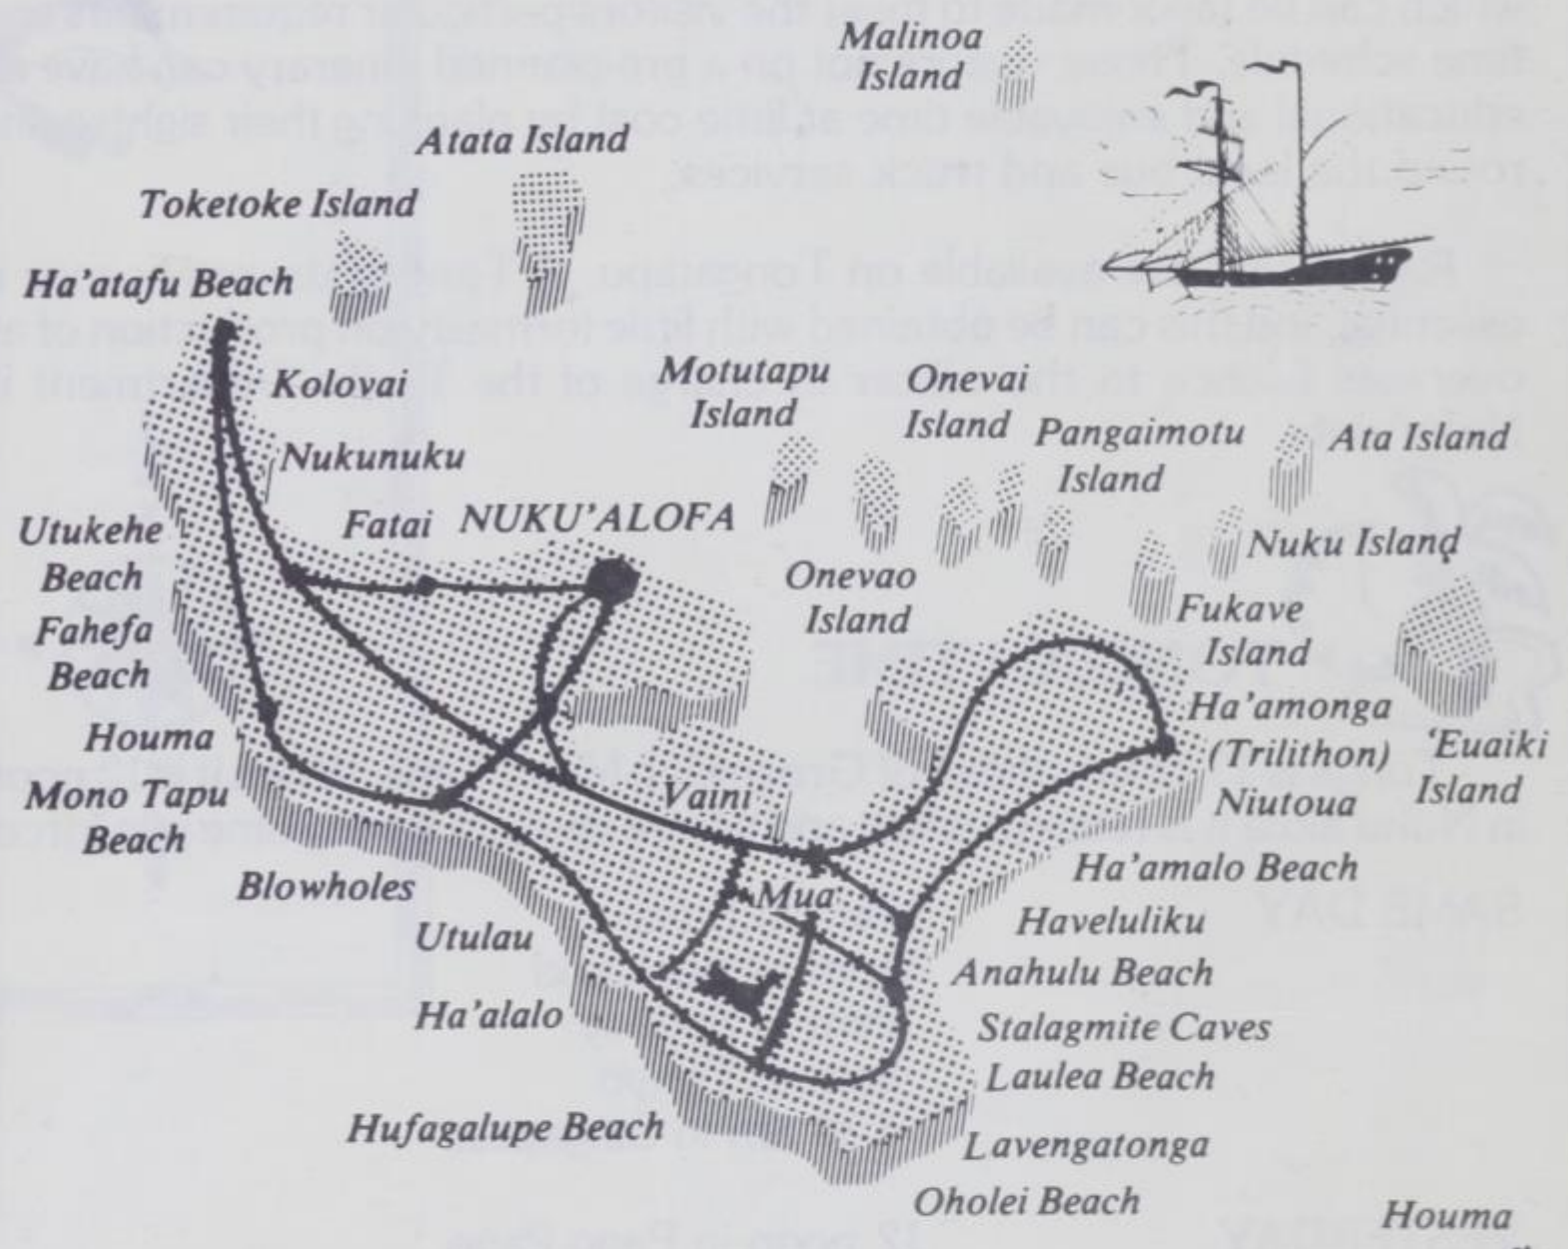 Malinoa
Island
Atata Island
Toketoke Island
Ha'atafu Beach
Kolovai
Motutapu
Island
Onevai
Island
Pangaimotu
Island
Ata Island
Nukunuku
Utukehe
Beach
Fatai
NUKU'ALOFA
Nuku Island
Onevao
Island
Fukave
Island
Fahefa
Beach
Ha'amonga
(Trilithon)
'Euaiki
Island
Houma
Mono Tapu
Beach
Vaini
Niutoua
Blowholes
Mua
Ha'amalo Beach
Haveluliku
Utulau
Anahulu Beach
Ha'alalo
Stalagmite Caves
Laulea Beach
Hufagalupe Beach
Lavengatonga
Oholei Beach
Houma